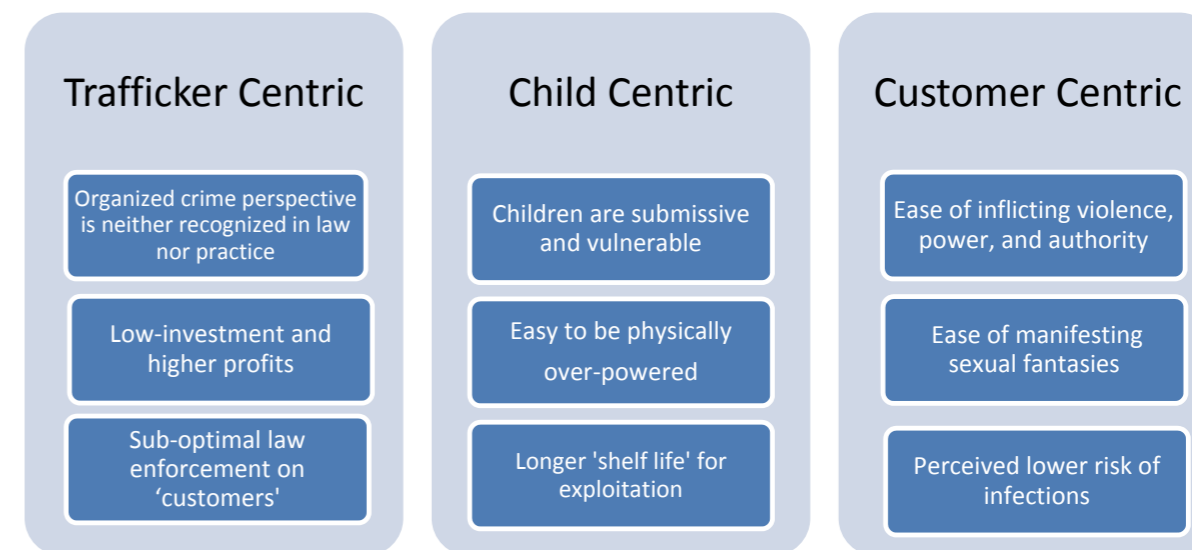 Trafficker Centric
Organized crime perspective
is neither recognized in law
nor practice
Low-investment and
higher profits
Sub-optimal law
enforcement on
‘customers'
Child Centric
Children are submissive
and vulnerable
Easy to be physically
over-powered
Longer 'shelf life' for
exploitation
Customer Centric
Ease of inflicting violence,
power, and authority
Ease of manifesting
sexual fantasies
Perceived lower risk of
infections